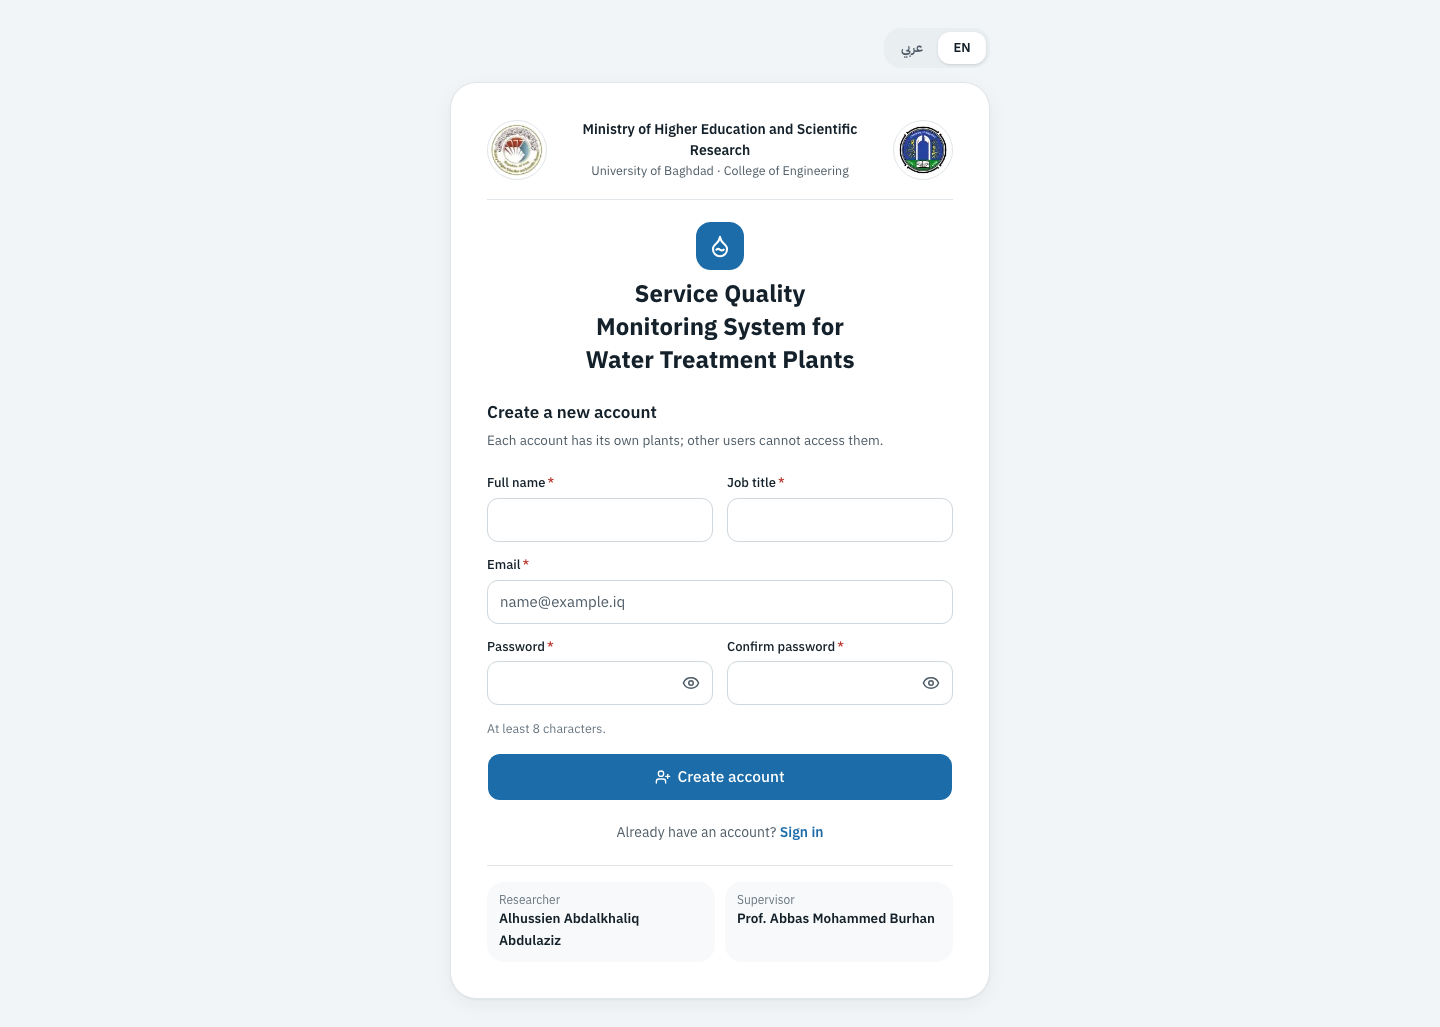 عربي
EN
Ministry of Higher Education and Scientific
Research
University of Baghdad · College of Engineering
Service Quality
Monitoring System for
Water Treatment Plants
Create a new account
Each account has its own plants; other users cannot access them.
Full name *
Job title *
Email *
name@example.iq
Password *
Confirm password *
At least 8 characters.
Create account
Already have an account? Sign in
Researcher
Alhussien Abdalkhaliq
Abdulaziz
Supervisor
Prof. Abbas Mohammed Burhan